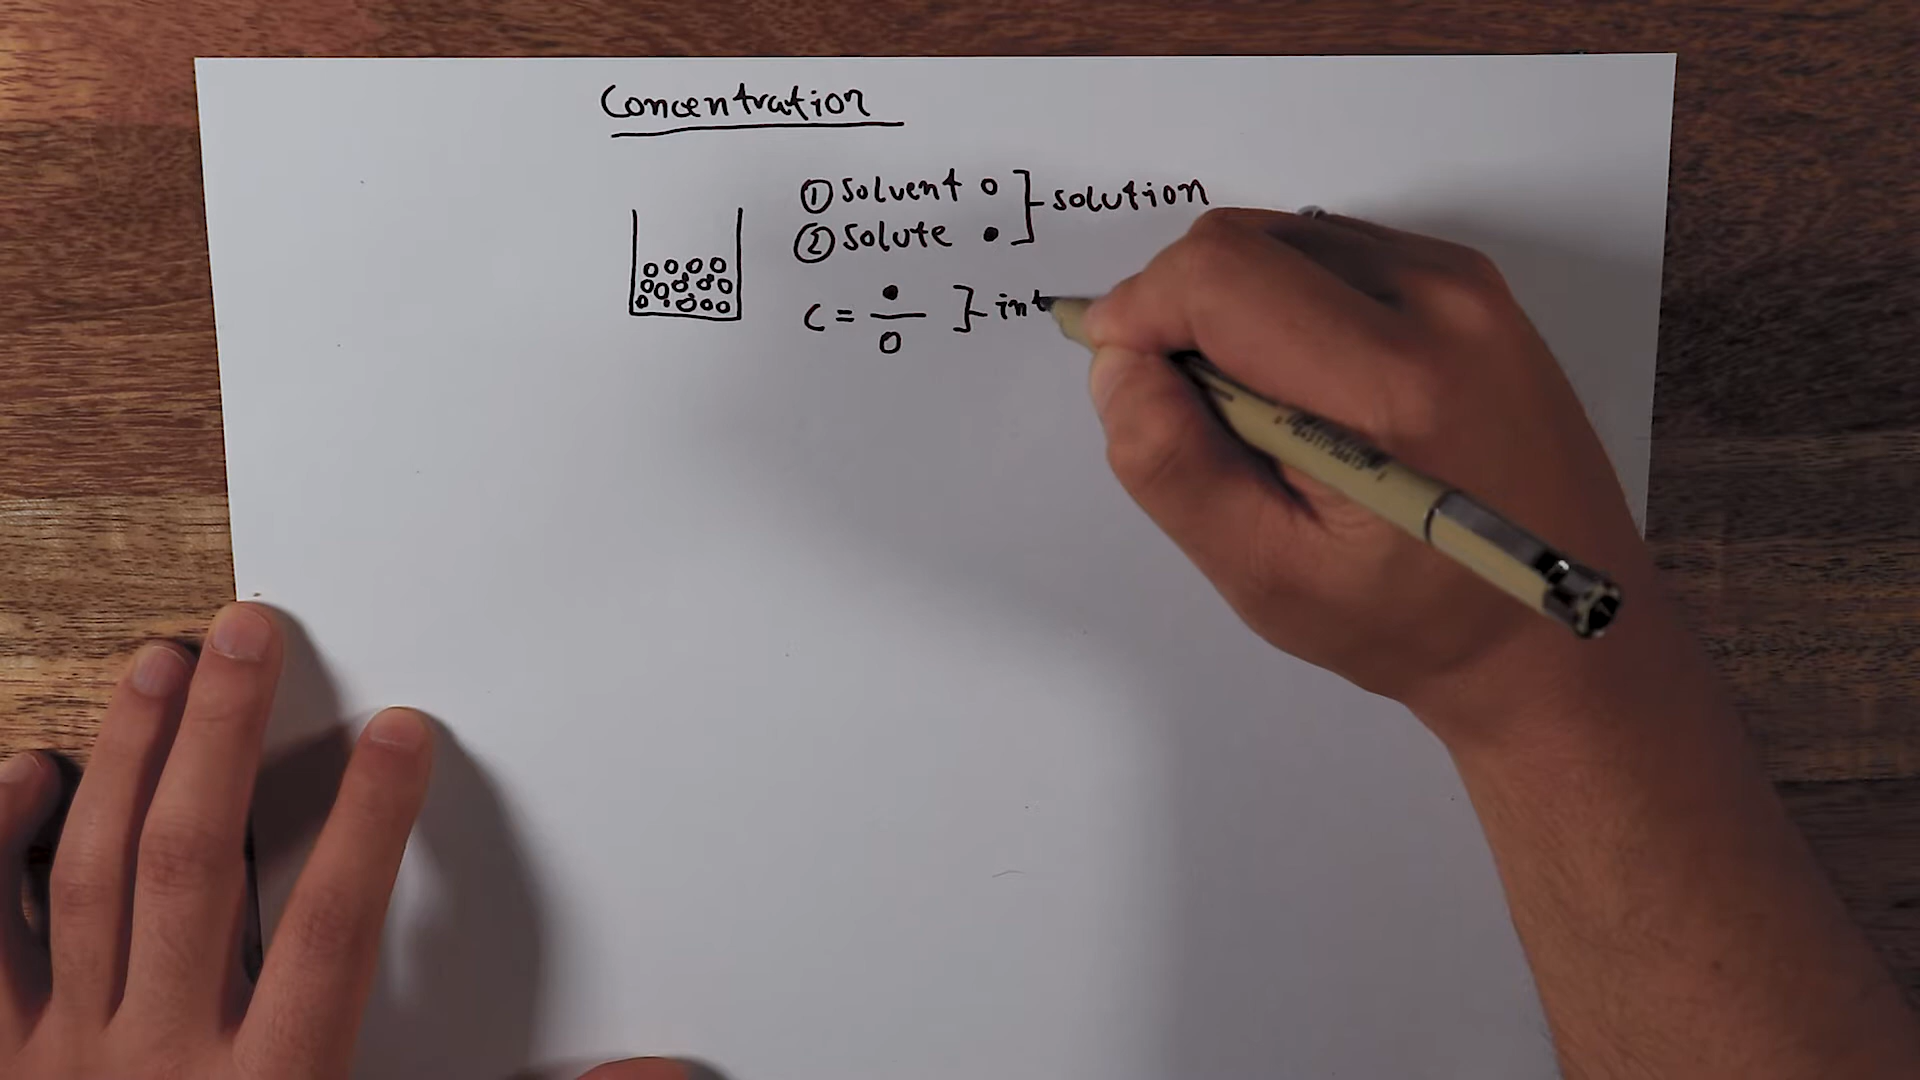 Concentration
① Solvent o ] solution
② Solute •
C = • / o ] int